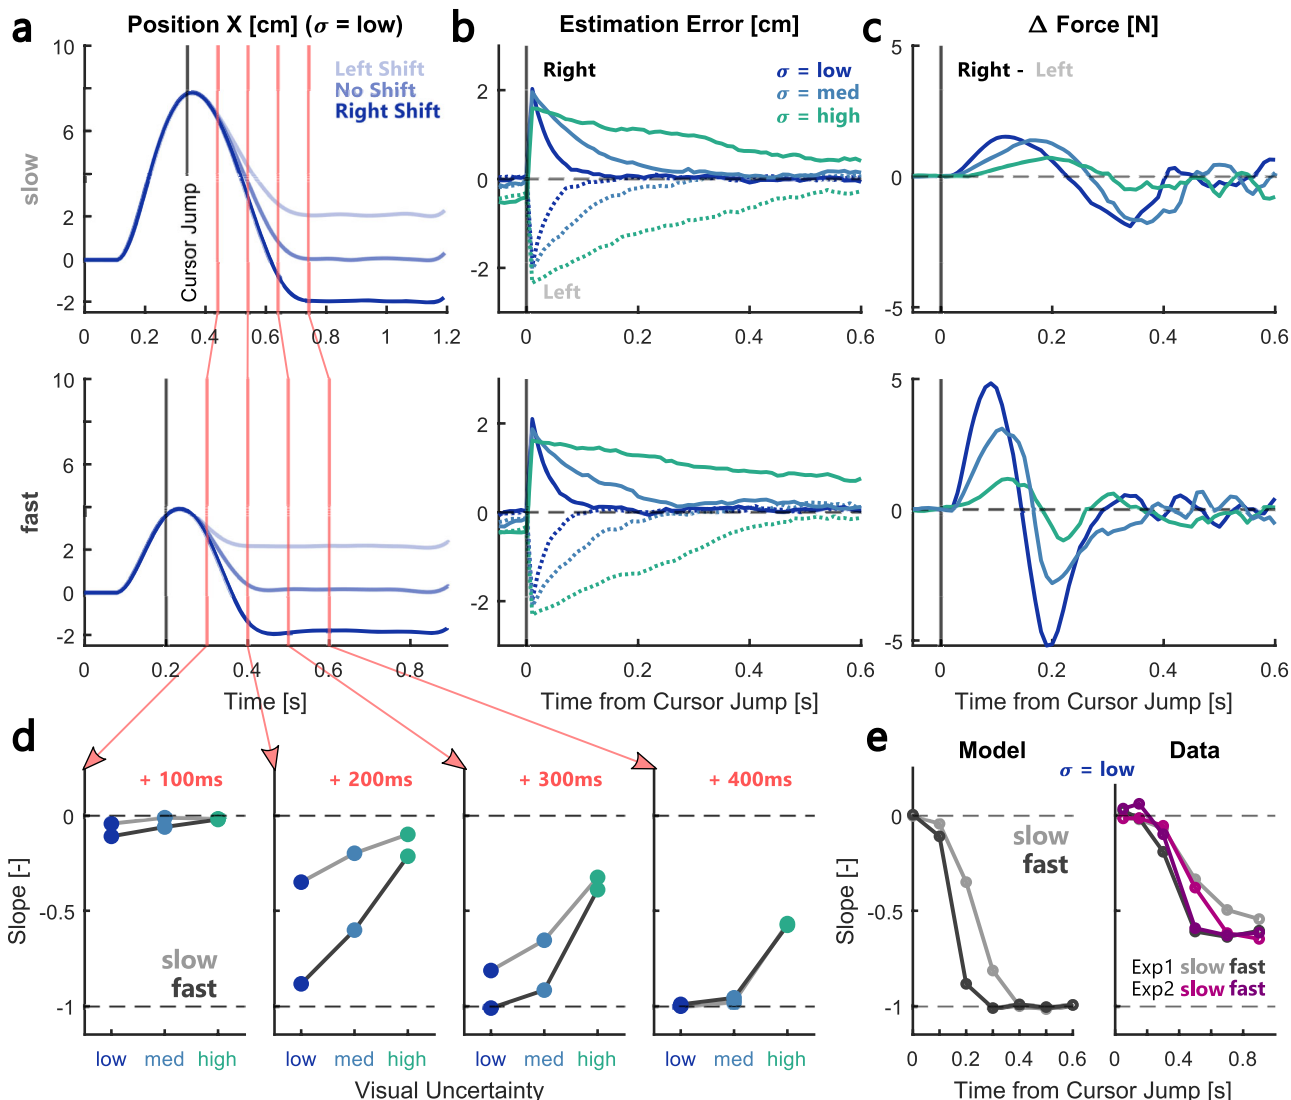 a
Position X [cm] (σ = low)
b
Estimation Error [cm]
c
Δ Force [N]
slow
10
6
2
0
-2
Left Shift
No Shift
Right Shift
Cursor Jump
0
0.2
0.4
0.6
0.8
1
1.2
2
0
-2
Right
Left
σ = low
σ = med
σ = high
0
0.2
0.4
0.6
5
0
-5
Right - Left
0
0.2
0.4
0.6
fast
10
6
2
0
-2
0
0.2
0.4
0.6
0.8
Time [s]
2
0
-2
0
0.2
0.4
0.6
Time from Cursor Jump [s]
5
0
-5
0
0.2
0.4
0.6
Time from Cursor Jump [s]
d
Slope [-]
0
-0.5
-1
+ 100ms
slow
fast
low med high
+ 200ms
low med high
+ 300ms
low med high
+ 400ms
low med high
Visual Uncertainty
e
Model
Data
σ = low
Slope [-]
0
-0.5
-1
slow
fast
0
0.2
0.4
0.6
0
-0.5
-1
Exp1 slow fast
Exp2 slow fast
0
0.4
0.8
Time from Cursor Jump [s]